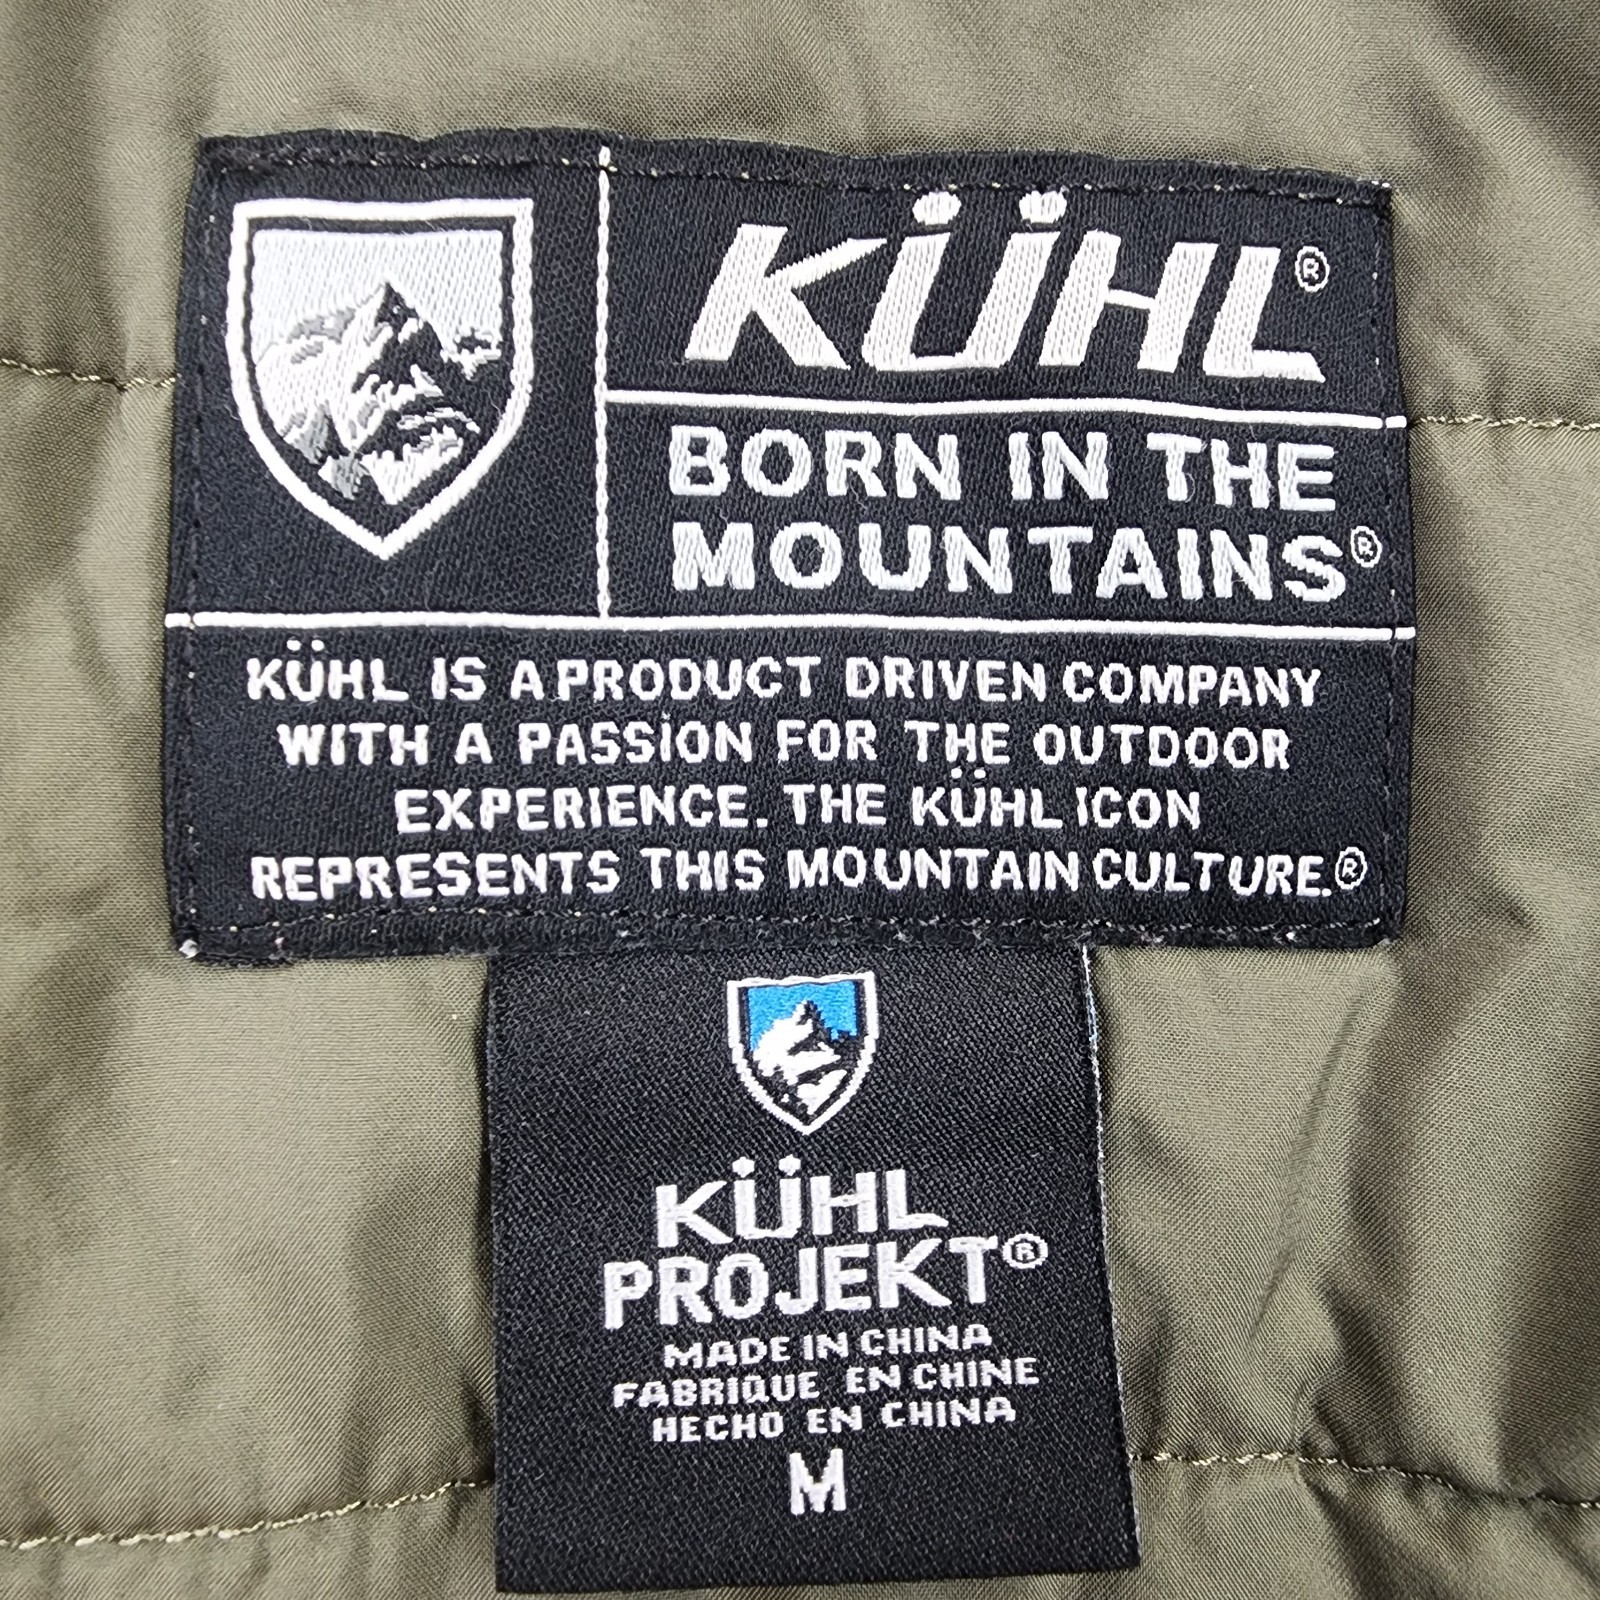 KÜHL®
BORN IN THE
MOUNTAINS®
KÜHL IS A PRODUCT DRIVEN COMPANY
WITH A PASSION FOR THE OUTDOOR
EXPERIENCE. THE KÜHL ICON
REPRESENTS THIS MOUNTAIN CULTURE.®
KÜHL
PROJEKT®
MADE IN CHINA
FABRIQUE EN CHINE
HECHO EN CHINA
M